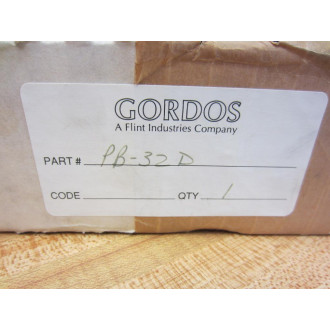 GORDOS
A Flint Industries Company
PART # PB-32D
CODE QTY 1